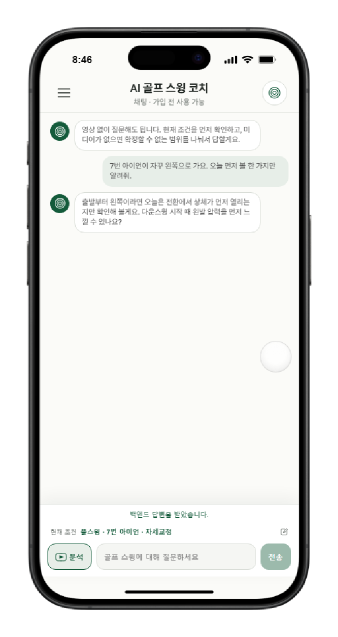 8:46
AI 골프 스윙 코치
채팅 · 가입 전 사용 가능
영상 없이 질문해도 됩니다. 현재 조건을 먼저 확인하고, 미
디어가 없으면 확정할 수 없는 범위를 나눠서 답할게요.
7번 아이언이 자꾸 왼쪽으로 가요. 오늘 먼저 볼 한 가지만
알려줘.
출발부터 왼쪽이라면 오늘은 전환에서 상체가 먼저 열리는
지만 확인해 볼게요. 다운스윙 시작 때 왼발 압력을 먼저 느
낄 수 있나요?
백엔드 답변을 받았습니다.
현재 조건 풀스윙 · 7번 아이언 · 자세교정
분석
골프 스윙에 대해 질문하세요
전송